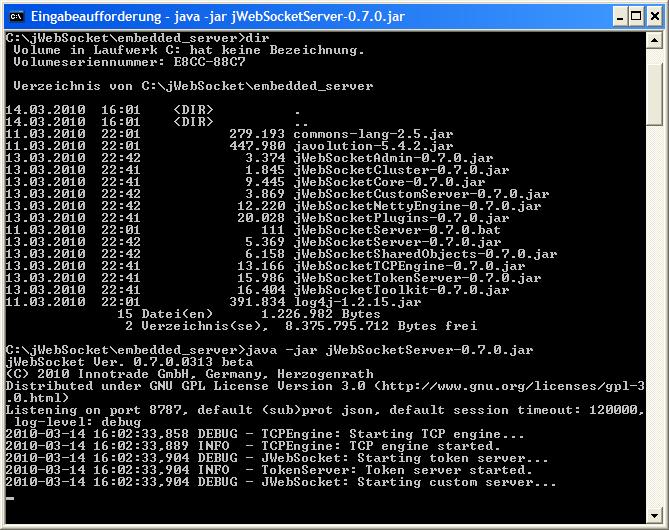 Eingabeaufforderung - java -jar jWebSocketServer-0.7.0.jar
C:\jWebSocket\embedded_server>dir
Volume in Laufwerk C: hat keine Bezeichnung.
Volumeseriennummer: E8CC-88C7
Verzeichnis von C:\jWebSocket\embedded_server
14.03.2010 16:01 <DIR> .
14.03.2010 16:01 <DIR> ..
11.03.2010 22:01 279.193 commons-lang-2.5.jar
11.03.2010 22:01 447.980 javolution-5.4.2.jar
13.03.2010 22:42 3.374 jWebSocketAdmin-0.7.0.jar
13.03.2010 22:41 1.845 jWebSocketCluster-0.7.0.jar
13.03.2010 22:41 9.445 jWebSocketCore-0.7.0.jar
13.03.2010 22:42 3.869 jWebSocketCustomServer-0.7.0.jar
13.03.2010 22:42 12.220 jWebSocketNettyEngine-0.7.0.jar
13.03.2010 22:41 20.028 jWebSocketPlugins-0.7.0.jar
11.03.2010 22:01 111 jWebSocketServer-0.7.0.bat
13.03.2010 22:42 5.369 jWebSocketServer-0.7.0.jar
13.03.2010 22:42 6.158 jWebSocketSharedObjects-0.7.0.jar
13.03.2010 22:41 13.166 jWebSocketTCPEngine-0.7.0.jar
13.03.2010 22:42 15.986 jWebSocketTokenServer-0.7.0.jar
13.03.2010 22:41 16.404 jWebSocketToolkit-0.7.0.jar
11.03.2010 22:01 391.834 log4j-1.2.15.jar
15 Datei(en) 1.226.982 Bytes
2 Verzeichnis(se), 8.375.795.712 Bytes frei
C:\jWebSocket\embedded_server>java -jar jWebSocketServer-0.7.0.jar
jWebSocket Ver. 0.7.0.0313 beta
(C) 2010 Innotrade GmbH, Germany, Herzogenrath
Distributed under GNU GPL License Version 3.0 (http://www.gnu.org/licenses/gpl-3
.0.html)
Listening on port 8787, default (sub)prot json, default session timeout: 120000,
log-level: debug
2010-03-14 16:02:33,858 DEBUG - TCPEngine: Starting TCP engine...
2010-03-14 16:02:33,889 INFO - TCPEngine: TCP engine started.
2010-03-14 16:02:33,904 DEBUG - JWebSocket: Starting token server...
2010-03-14 16:02:33,904 INFO - TokenServer: Token server started.
2010-03-14 16:02:33,904 DEBUG - JWebSocket: Starting custom server...